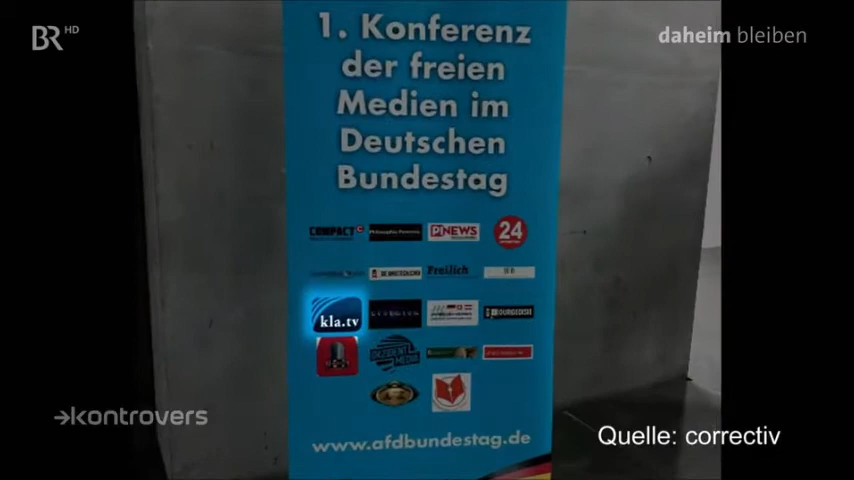 BR HD
daheim bleiben
1. Konferenz
der freien
Medien im
Deutschen
Bundestag
COMPACT
PI NEWS
24
Freilich
kla.tv
www.afdbundestag.de
kontrovers
Quelle: correctiv